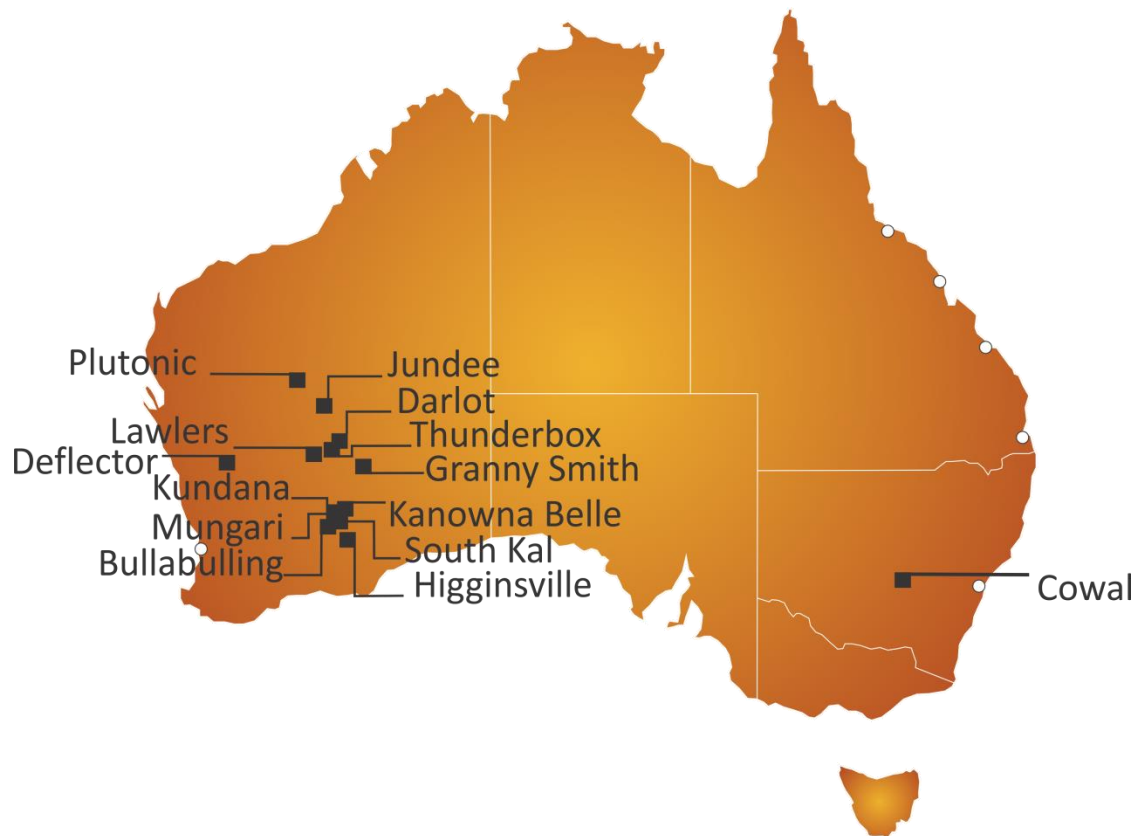 Plutonic
Jundee
Darlot
Lawlers
Thunderbox
Deflector
Granny Smith
Kundana
Kanowna Belle
Mungari
South Kal
Bullabulling
Higginsville
Cowal